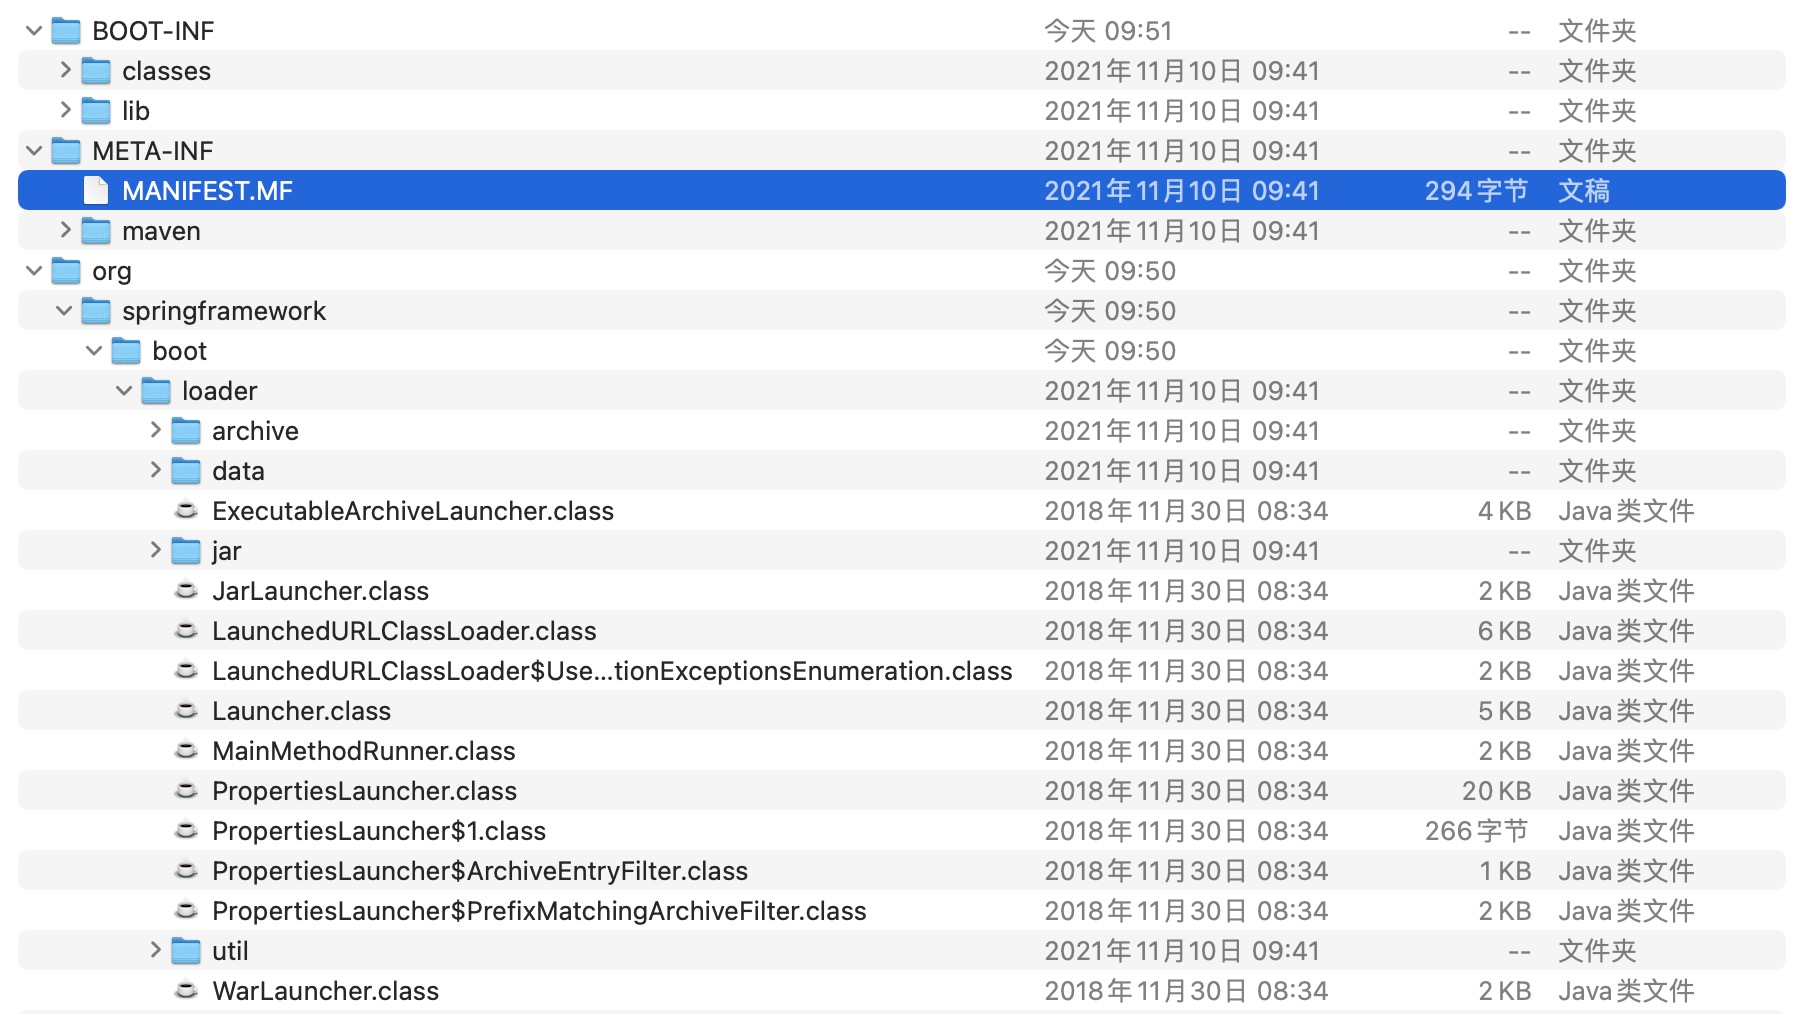 BOOT-INF 今天 09:51 -- 文件夹
classes 2021年11月10日 09:41 -- 文件夹
lib 2021年11月10日 09:41 -- 文件夹
META-INF 2021年11月10日 09:41 -- 文件夹
MANIFEST.MF 2021年11月10日 09:41 294字节 文稿
maven 2021年11月10日 09:41 -- 文件夹
org 今天 09:50 -- 文件夹
springframework 今天 09:50 -- 文件夹
boot 今天 09:50 -- 文件夹
loader 2021年11月10日 09:41 -- 文件夹
archive 2021年11月10日 09:41 -- 文件夹
data 2021年11月10日 09:41 -- 文件夹
ExecutableArchiveLauncher.class 2018年11月30日 08:34 4 KB Java类文件
jar 2021年11月10日 09:41 -- 文件夹
JarLauncher.class 2018年11月30日 08:34 2 KB Java类文件
LaunchedURLClassLoader.class 2018年11月30日 08:34 6 KB Java类文件
LaunchedURLClassLoader$Use...tionExceptionsEnumeration.class 2018年11月30日 08:34 2 KB Java类文件
Launcher.class 2018年11月30日 08:34 5 KB Java类文件
MainMethodRunner.class 2018年11月30日 08:34 2 KB Java类文件
PropertiesLauncher.class 2018年11月30日 08:34 20 KB Java类文件
PropertiesLauncher$1.class 2018年11月30日 08:34 266字节 Java类文件
PropertiesLauncher$ArchiveEntryFilter.class 2018年11月30日 08:34 1 KB Java类文件
PropertiesLauncher$PrefixMatchingArchiveFilter.class 2018年11月30日 08:34 2 KB Java类文件
util 2021年11月10日 09:41 -- 文件夹
WarLauncher.class 2018年11月30日 08:34 2 KB Java类文件